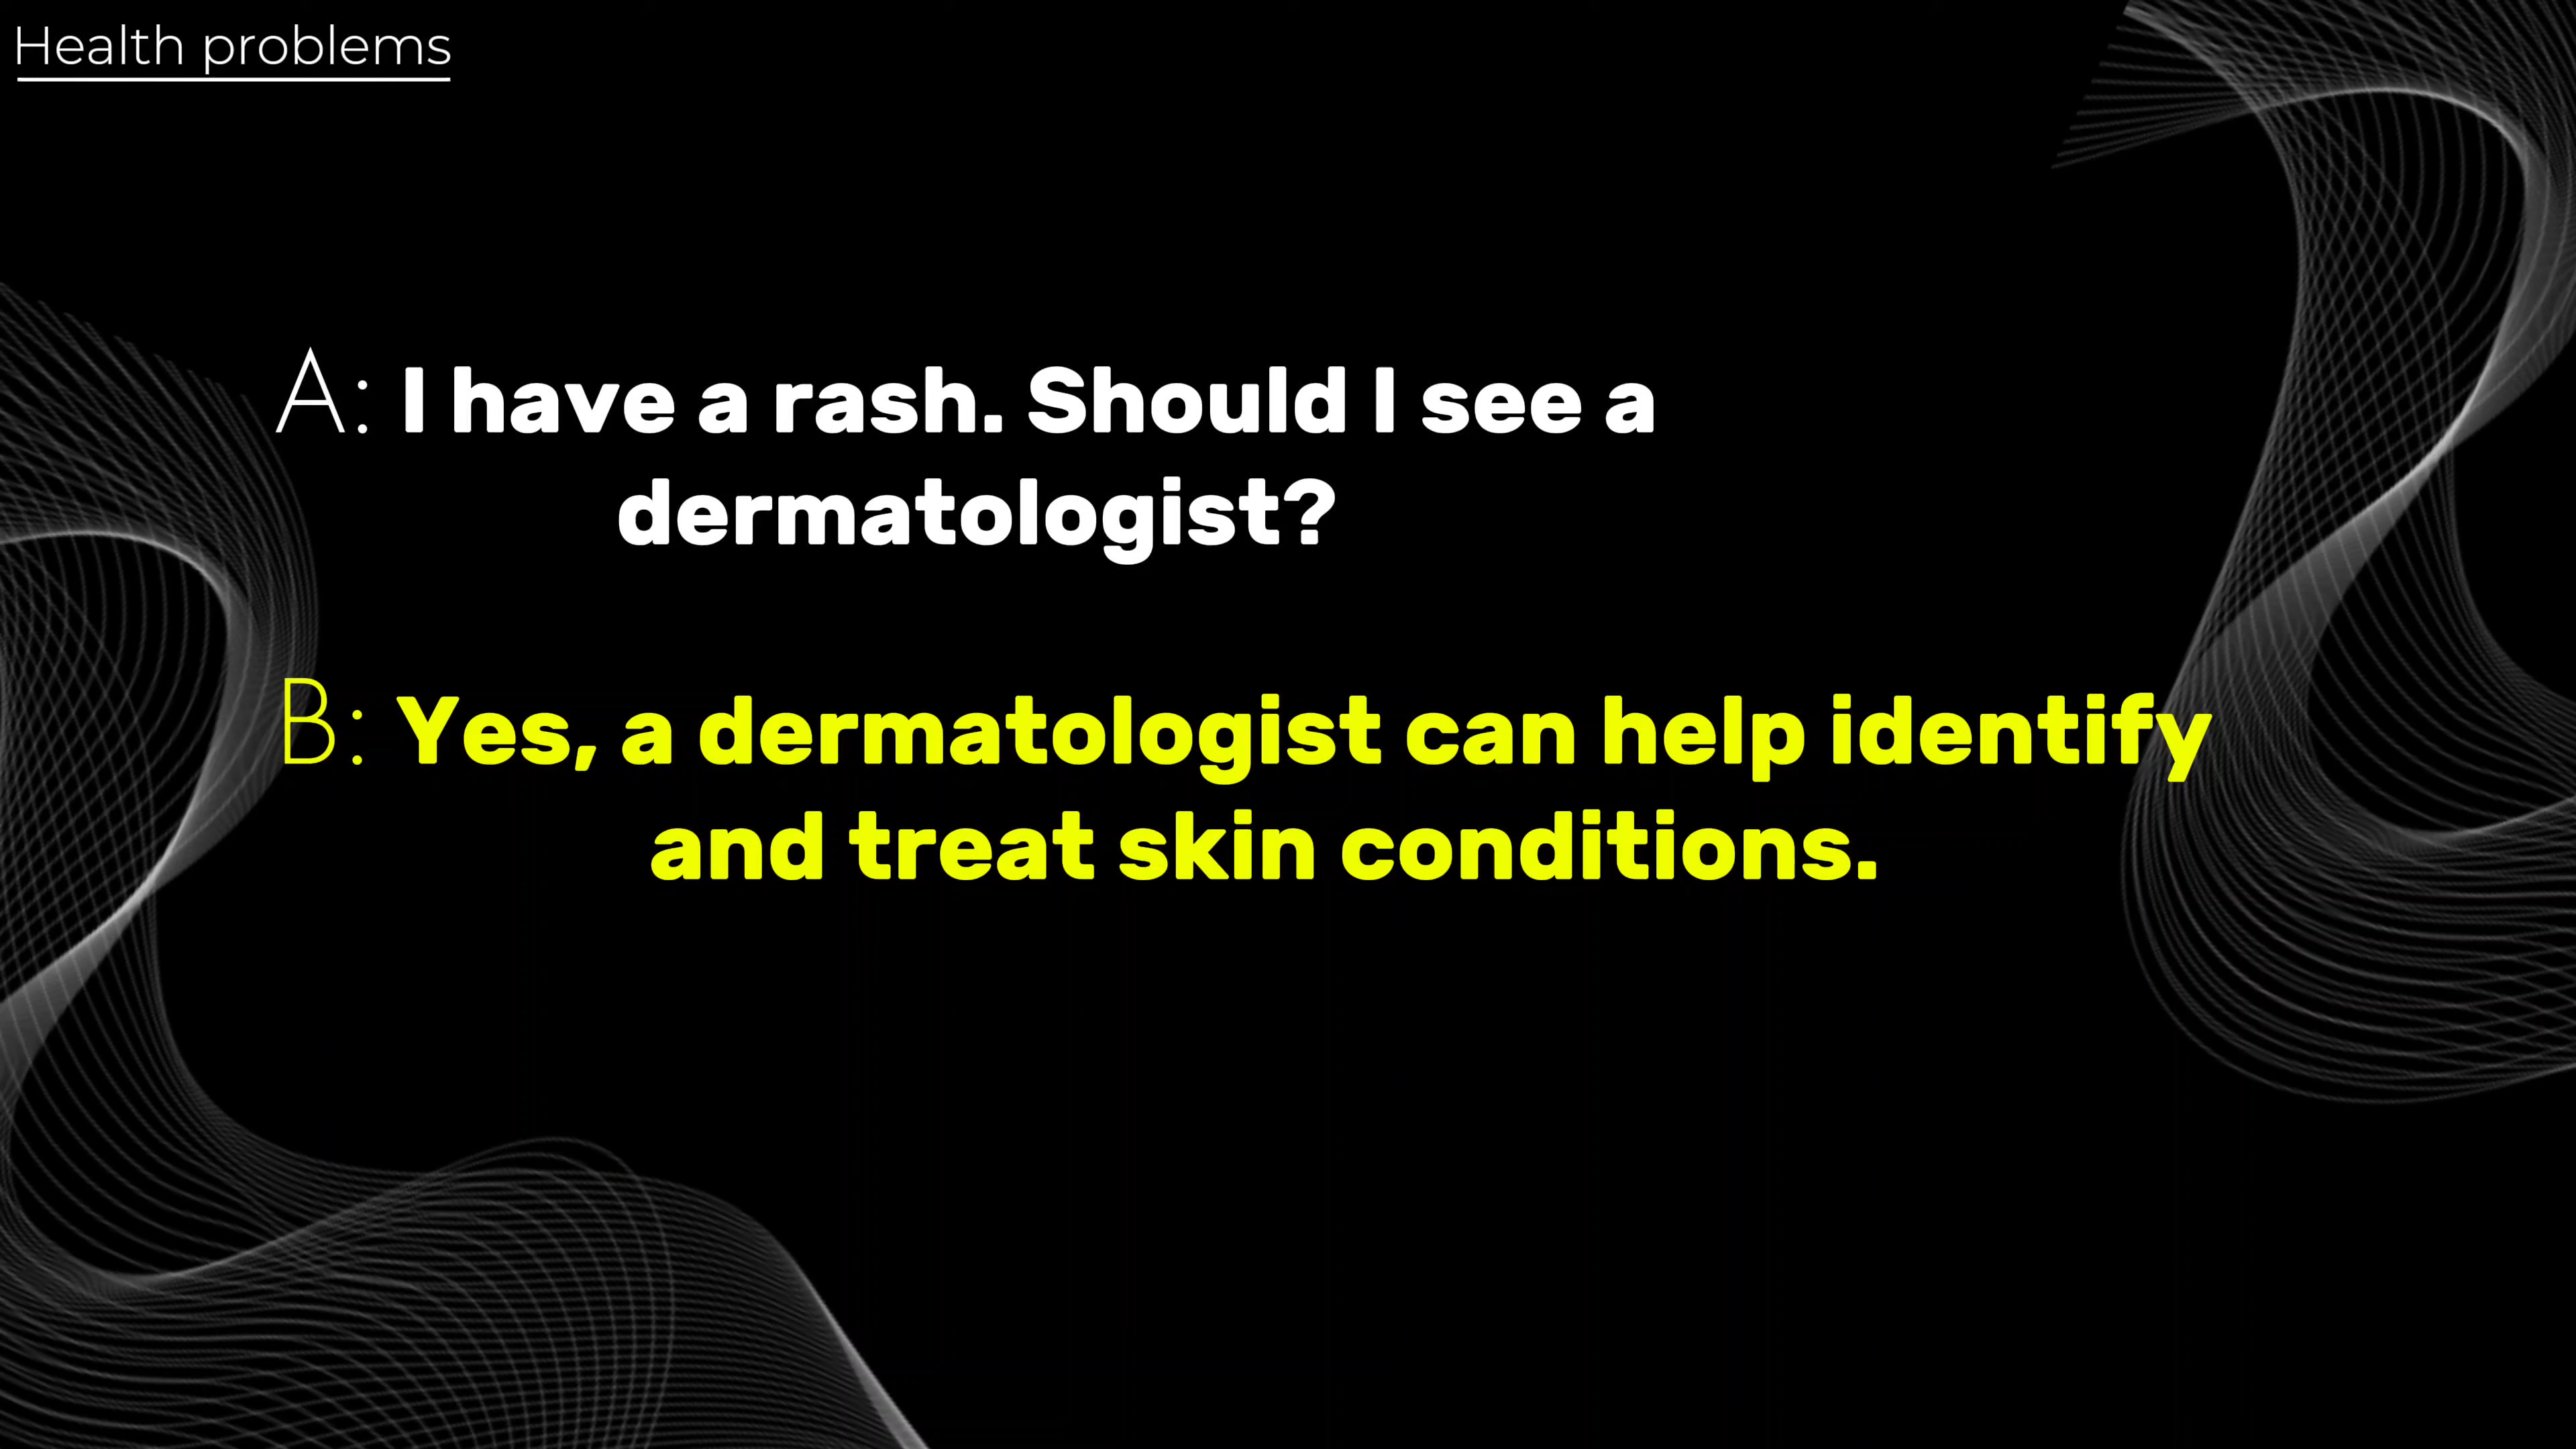 Health problems
A: I have a rash. Should I see a
dermatologist?
B: Yes, a dermatologist can help identify
and treat skin conditions.